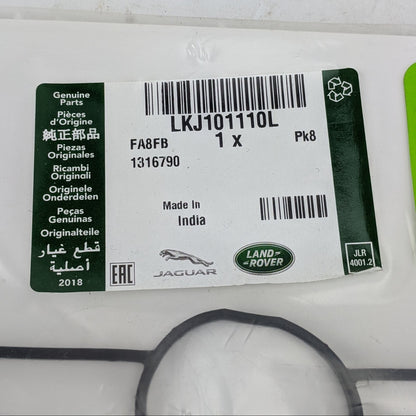 Genuine
Parts
Pièces
d'Origine
純正部品
Piezas
Originales
Ricambi
Originali
Originele
Onderdelen
Peças
Genuinas
Originalteile
قطع غيار
أصلية
2018
LKJ101110L
FA8FB
1 x
Pk8
1316790
Made In
India
EAC
JAGUAR
LAND
ROVER
JLR
4001.2